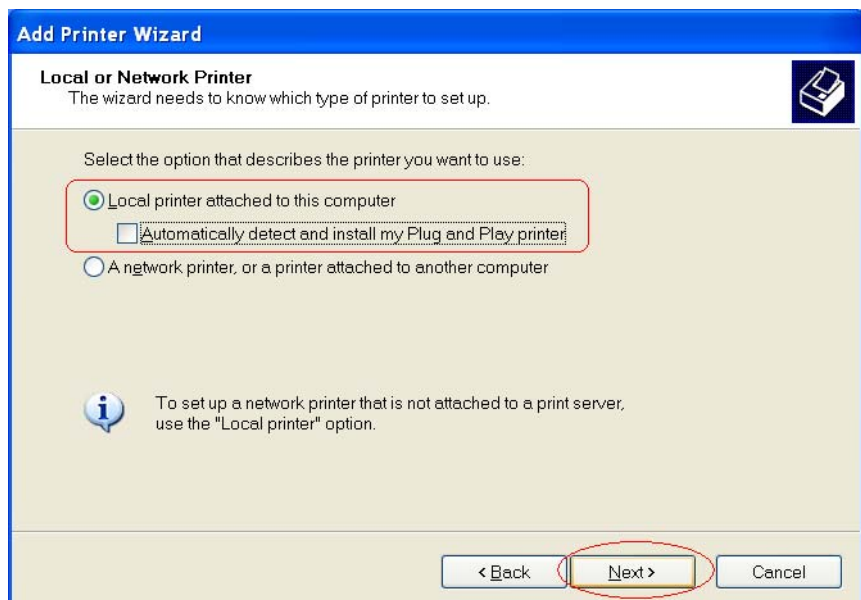 Add Printer Wizard
Local or Network Printer
The wizard needs to know which type of printer to set up.
Select the option that describes the printer you want to use:
Local printer attached to this computer
Automatically detect and install my Plug and Play printer
A network printer, or a printer attached to another computer
To set up a network printer that is not attached to a print server,
use the "Local printer" option.
< Back
Next >
Cancel